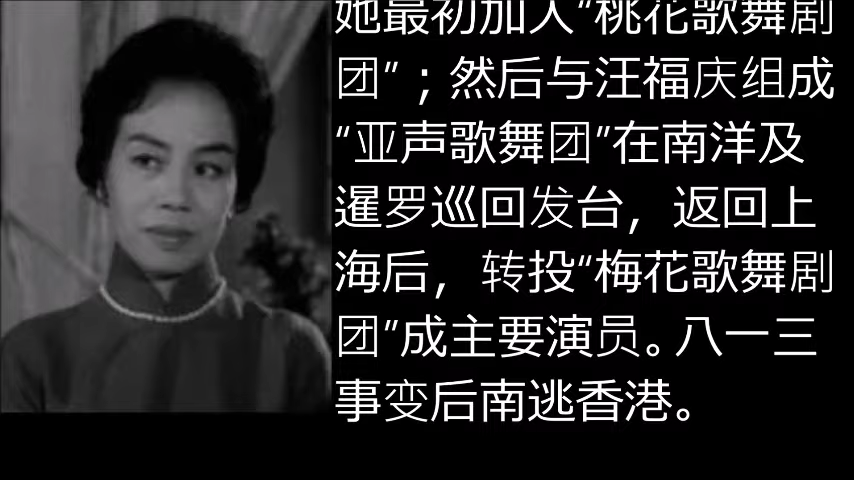 她最初加入“桃花歌舞剧
团”；然后与汪福庆组成
“亚声歌舞团”在南洋及
暹罗巡回发台，返回上
海后，转投“梅花歌舞剧
团”成主要演员。八一三
事变后南逃香港。